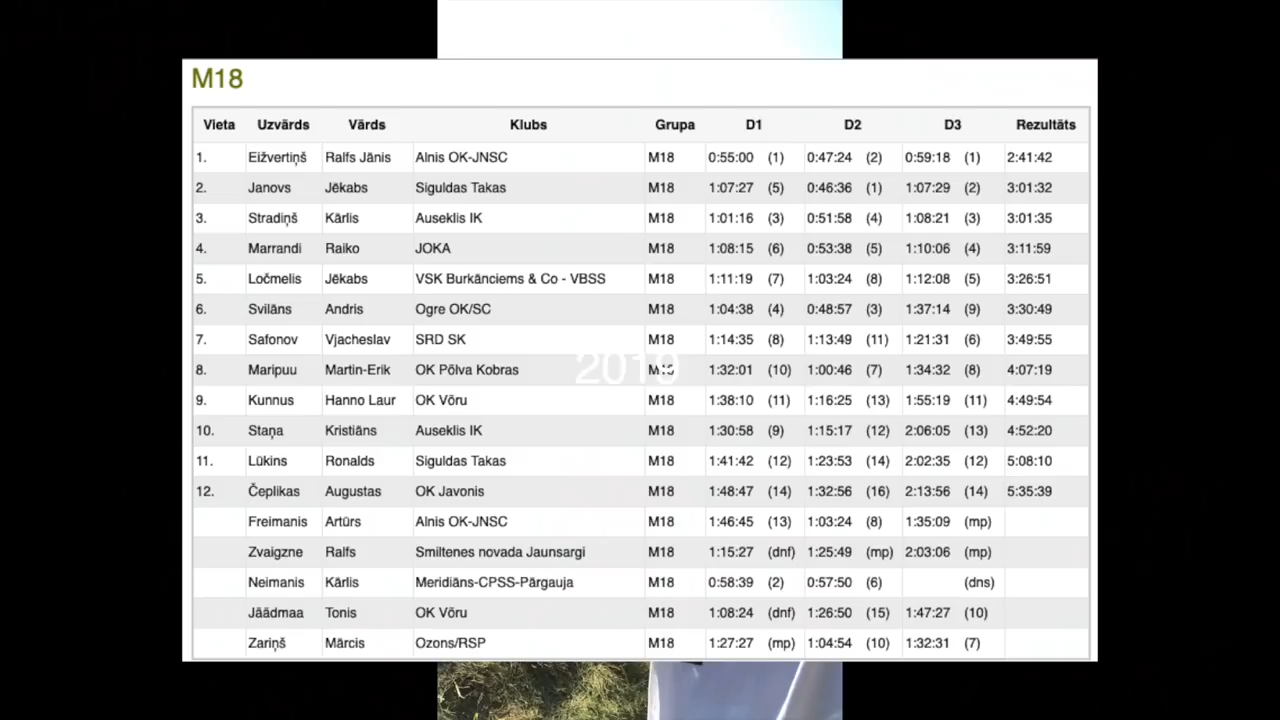 M18
Vieta Uzvārds Vārds Klubs Grupa D1 D2 D3 Rezultāts
1. Eižvertiņš Ralfs Jānis Alnis OK-JNSC M18 0:55:00 (1) 0:47:24 (2) 0:59:18 (1) 2:41:42
2. Janovs Jēkabs Siguldas Takas M18 1:07:27 (5) 0:46:36 (1) 1:07:29 (2) 3:01:32
3. Stradiņš Kārlis Auseklis IK M18 1:01:16 (3) 0:51:58 (4) 1:08:21 (3) 3:01:35
4. Marrandi Raiko JOKA M18 1:08:15 (6) 0:53:38 (5) 1:10:06 (4) 3:11:59
5. Ločmelis Jēkabs VSK Burkānciems & Co - VBSS M18 1:11:19 (7) 1:03:24 (8) 1:12:08 (5) 3:26:51
6. Svilāns Andris Ogre OK/SC M18 1:04:38 (4) 0:48:57 (3) 1:37:14 (9) 3:30:49
7. Safonov Vjacheslav SRD SK M18 1:14:35 (8) 1:13:49 (11) 1:21:31 (6) 3:49:55
8. Maripuu Martin-Erik OK Põlva Kobras M18 1:32:01 (10) 1:00:46 (7) 1:34:32 (8) 4:07:19
2019
9. Kunnus Hanno Laur OK Võru M18 1:38:10 (11) 1:16:25 (13) 1:55:19 (11) 4:49:54
10. Staņa Kristiāns Auseklis IK M18 1:30:58 (9) 1:15:17 (12) 2:06:05 (13) 4:52:20
11. Lūkins Ronalds Siguldas Takas M18 1:41:42 (12) 1:23:53 (14) 2:02:35 (12) 5:08:10
12. Čeplikas Augustas OK Javonis M18 1:48:47 (14) 1:32:56 (16) 2:13:56 (14) 5:35:39
Freimanis Artūrs Alnis OK-JNSC M18 1:46:45 (13) 1:03:24 (8) 1:35:09 (mp)
Zvaigzne Ralfs Smiltenes novada Jaunsargi M18 1:15:27 (dnf) 1:25:49 (mp) 2:03:06 (mp)
Neimanis Kārlis Meridiāns-CPSS-Pārgauja M18 0:58:39 (2) 0:57:50 (6) (dns)
Jäädmaa Tonis OK Võru M18 1:08:24 (dnf) 1:26:50 (15) 1:47:27 (10)
Zariņš Mārcis Ozons/RSP M18 1:27:27 (mp) 1:04:54 (10) 1:32:31 (7)